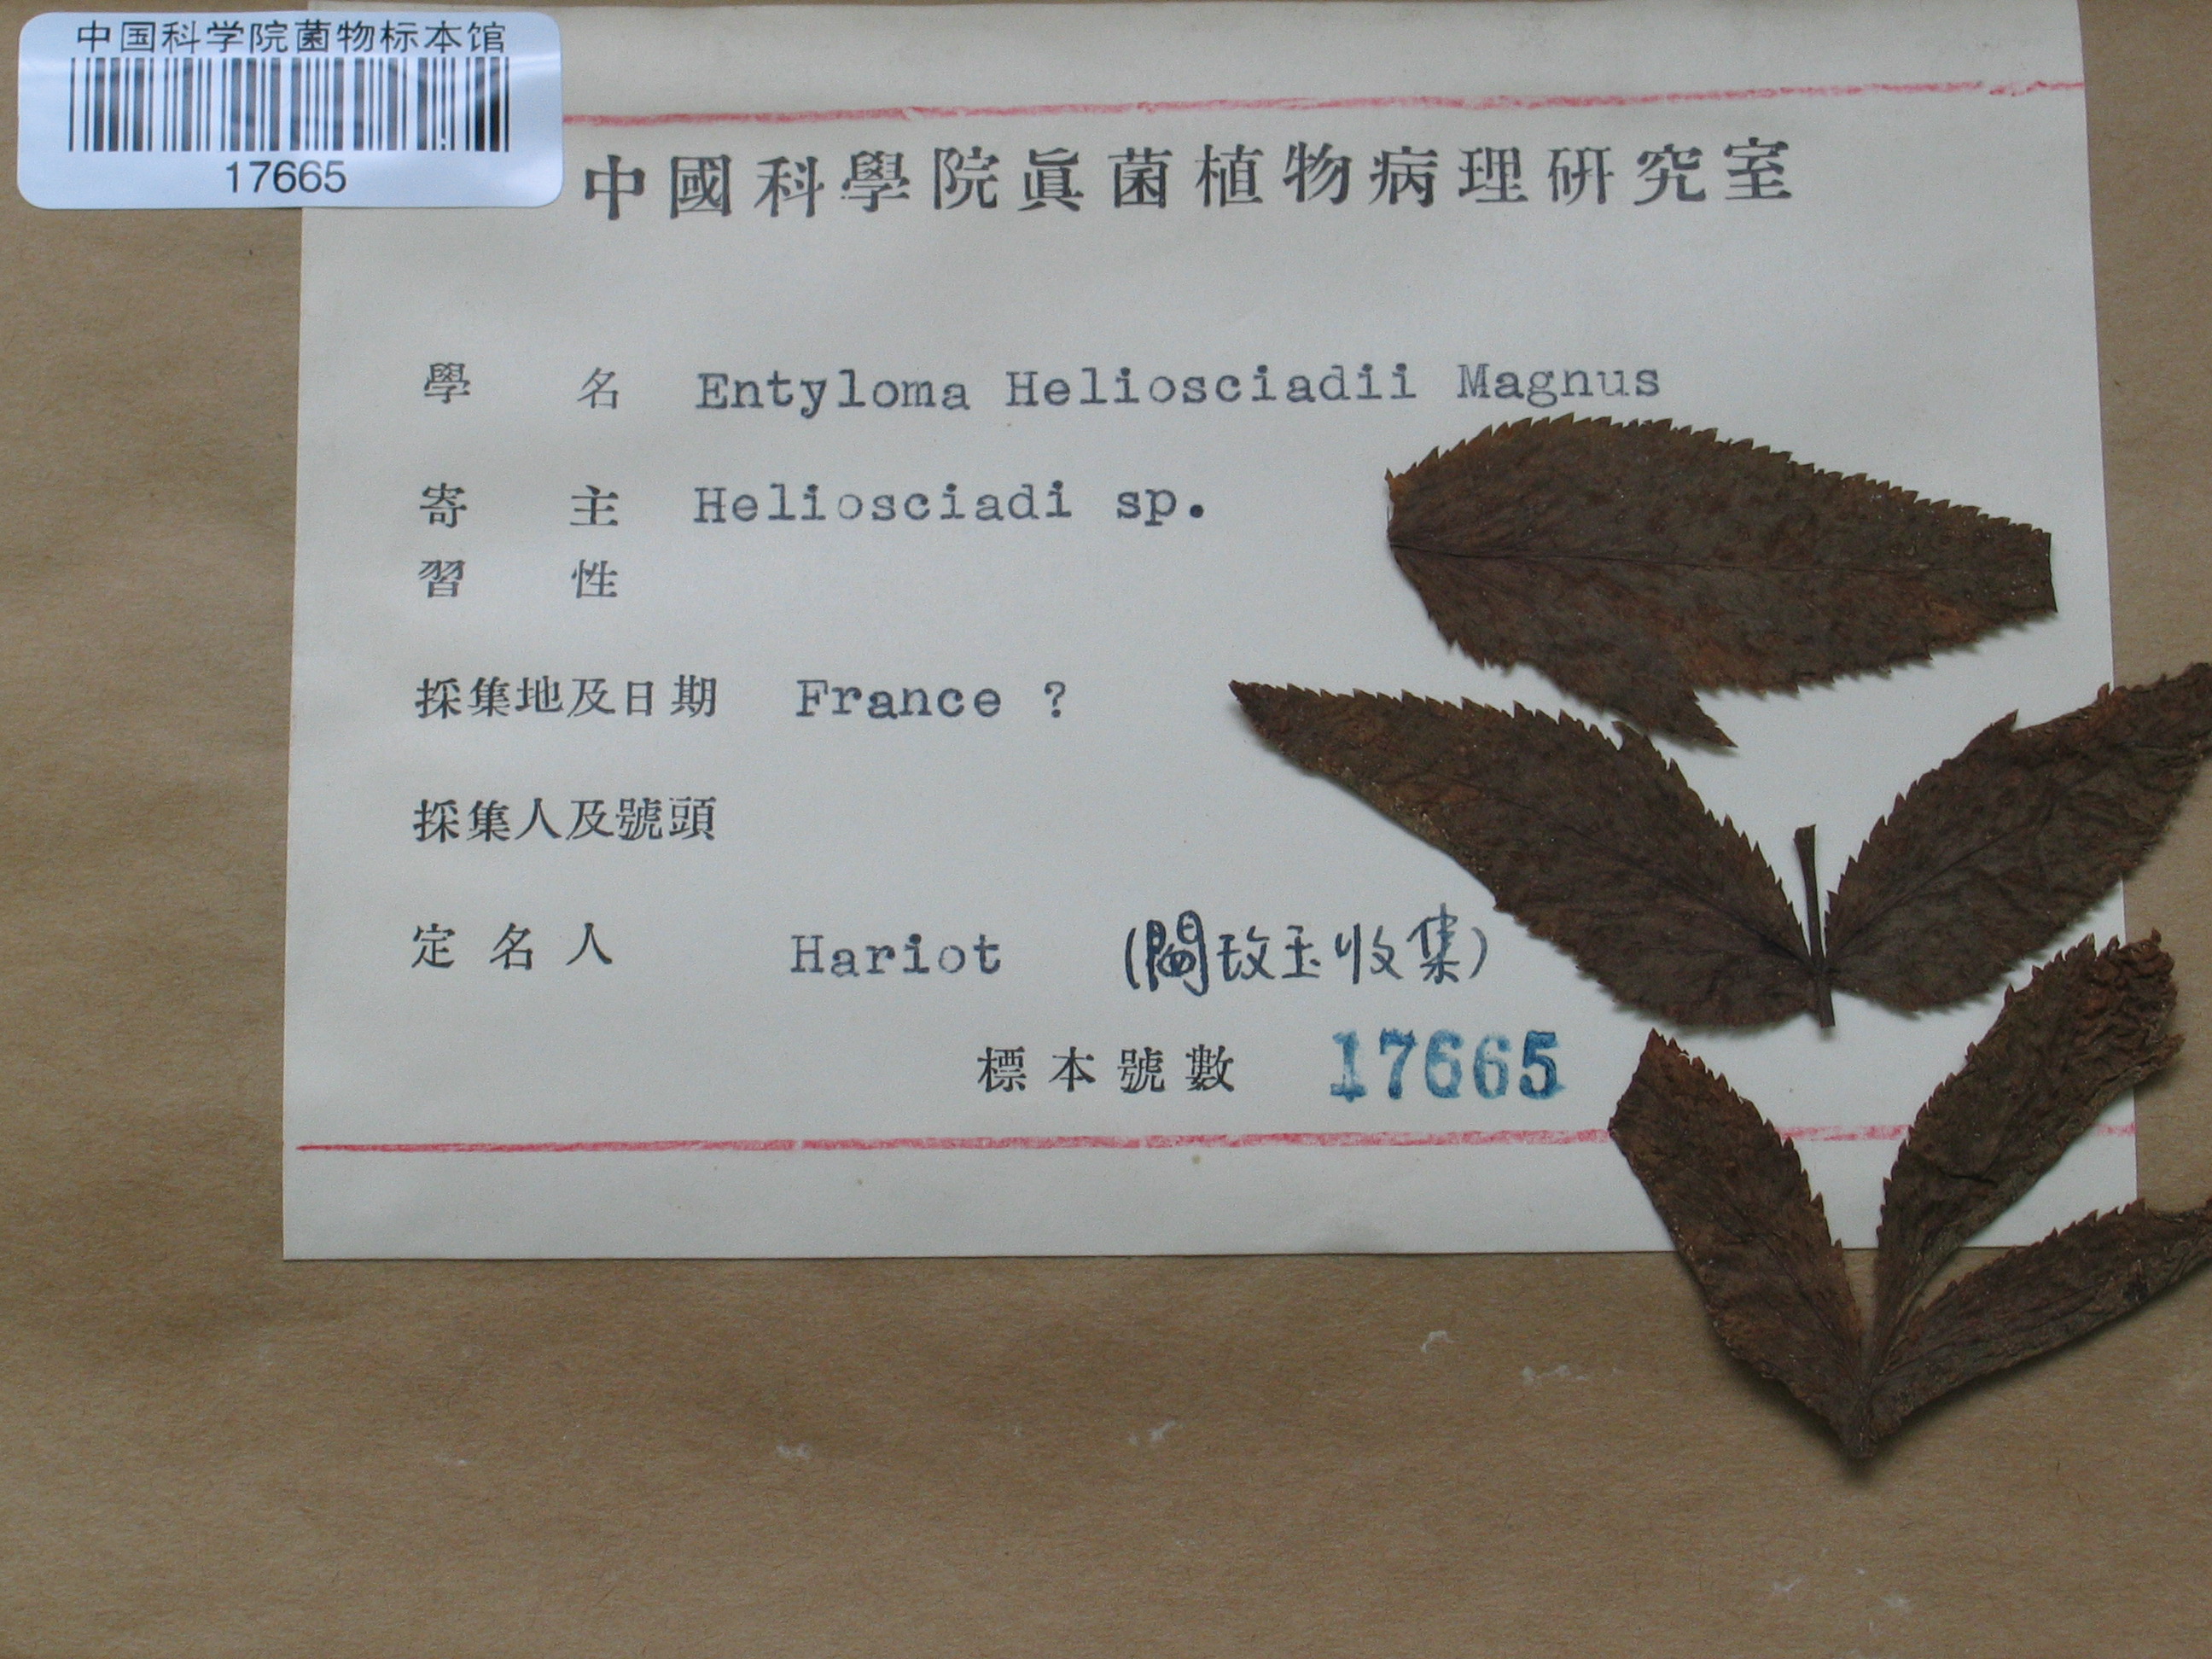 中国科学院菌物标本馆
17665
中國科學院眞菌植物病理研究室
學 名 Entyloma Heliosciadii Magnus
寄 主 Heliosciadi sp.
習 性
採集地及日期 France ?
採集人及號頭
定名人 Hariot (閻玟玉收集)
標本號數 17665